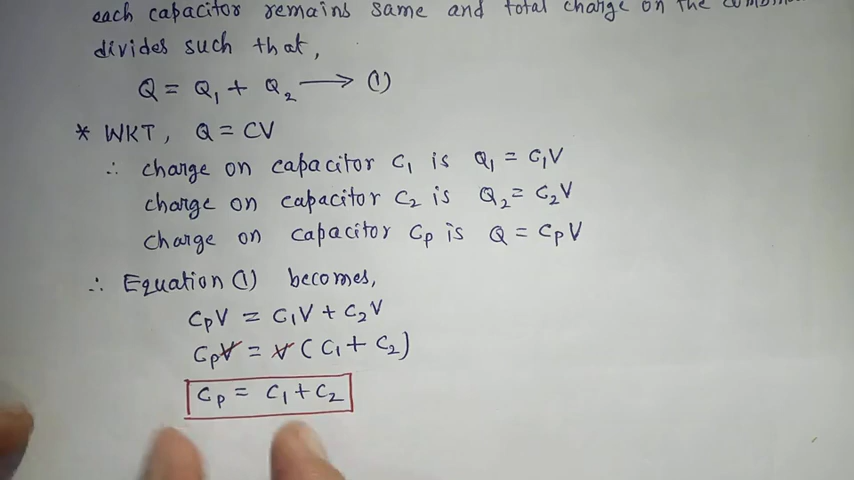 each capacitor remains same and total charge on the
divides such that,
Q = Q₁ + Q₂ ⟶ (1)
* WKT, Q = CV
∴ charge on capacitor C₁ is Q₁ = C₁V
charge on capacitor C₂ is Q₂ = C₂V
charge on capacitor Cₚ is Q = CₚV
∴ Equation (1) becomes,
CₚV = C₁V + C₂V
CₚV = V (C₁ + C₂)
Cₚ = C₁ + C₂